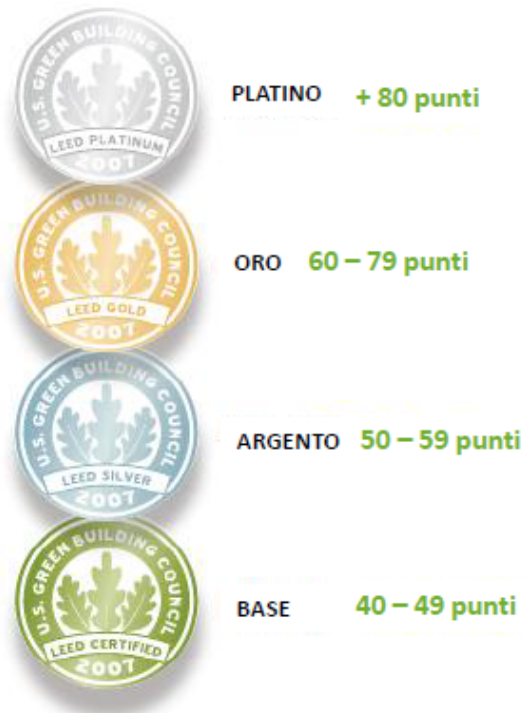 U.S. GREEN BUILDING COUNCIL
LEED PLATINUM
2007
PLATINO + 80 punti
U.S. GREEN BUILDING COUNCIL
LEED GOLD
2007
ORO 60 – 79 punti
U.S. GREEN BUILDING COUNCIL
LEED SILVER
2007
ARGENTO 50 – 59 punti
U.S. GREEN BUILDING COUNCIL
LEED CERTIFIED
2007
BASE 40 – 49 punti